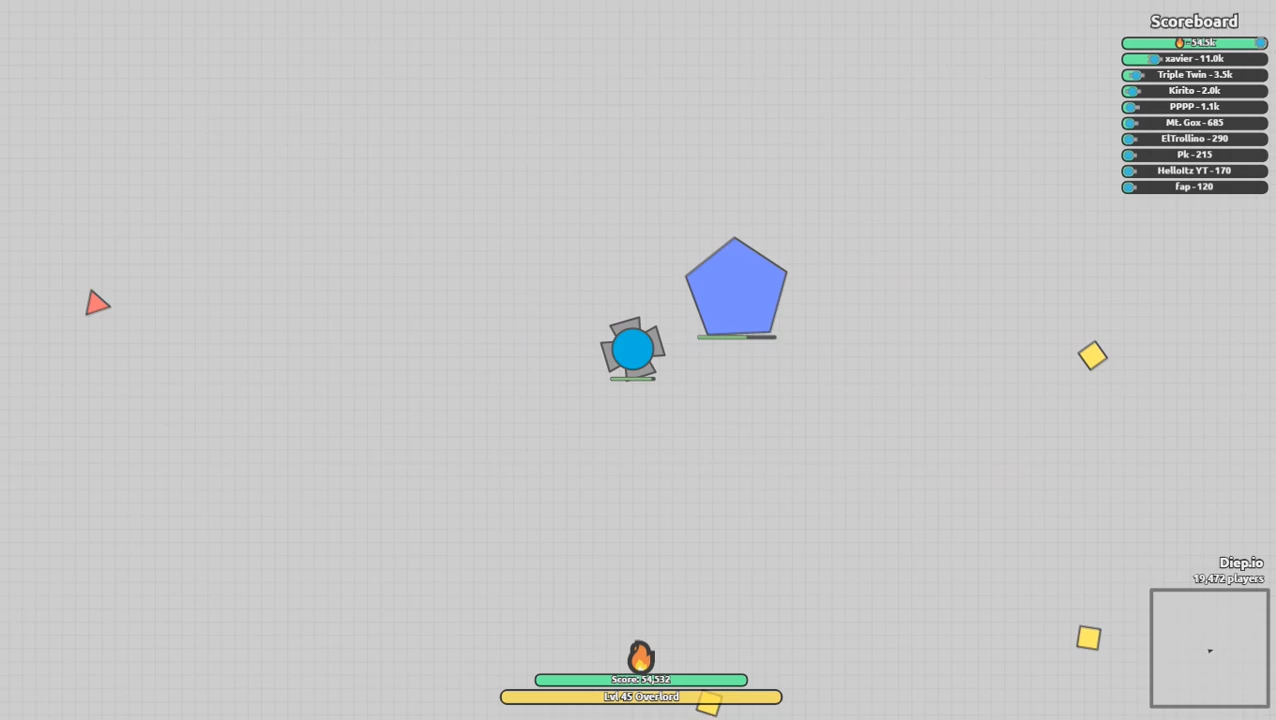 Scoreboard
🔥 - 54.5k
xavier - 11.0k
Triple Twin - 3.5k
Kirito - 2.0k
PPPP - 1.1k
Mt. Gox - 685
ElTrollino - 290
Pk - 215
HelloItz YT - 170
fap - 120
Diep.io
19,472 players
🔥
Score: 54,532
Lvl 45 Overlord